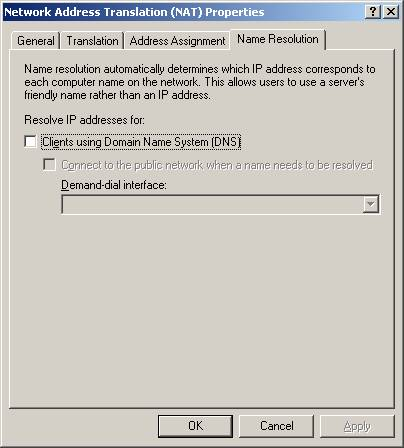 Network Address Translation (NAT) Properties
General Translation Address Assignment Name Resolution
Name resolution automatically determines which IP address corresponds to
each computer name on the network. This allows users to use a server's
friendly name rather than an IP address.
Resolve IP addresses for:
Clients using Domain Name System (DNS)
Connect to the public network when a name needs to be resolved
Demand-dial interface:
OK Cancel Apply